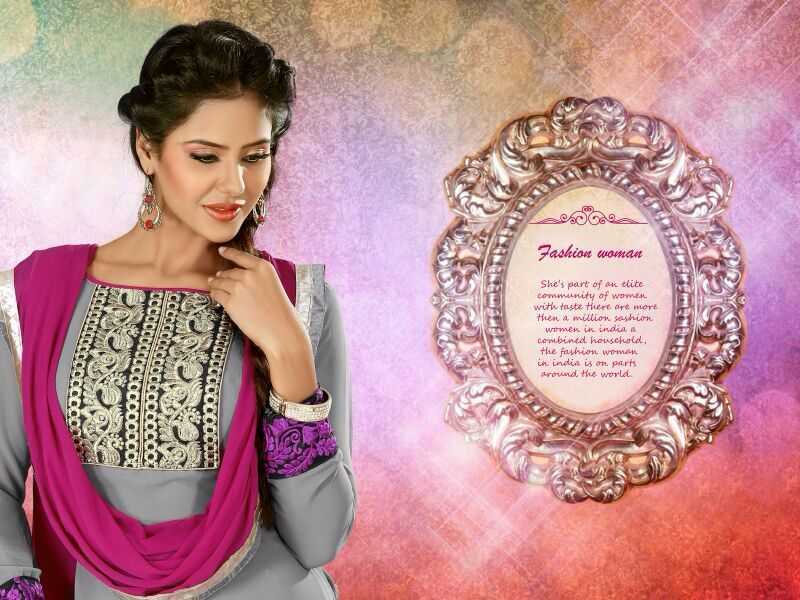 Fashion woman
She's part of an elite
community of women
with taste there are more
then a million sashion
women in india a
combined household,
the fashion woman
in india is on parts
around the world.